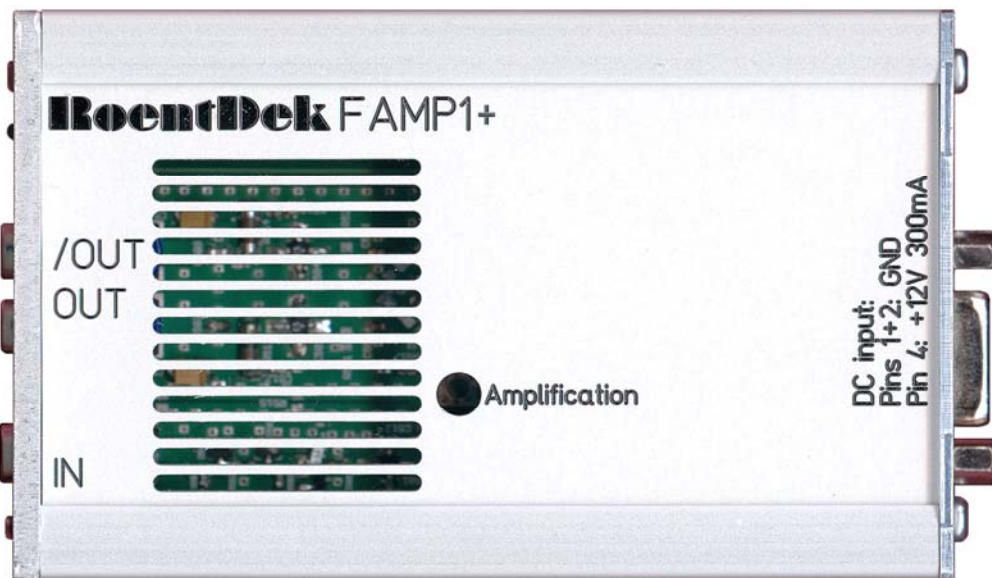 RoentDek FAMP1+
/OUT
OUT
Amplification
IN
DC input:
Pins 1+2: GND
Pin 4: +12V 300mA